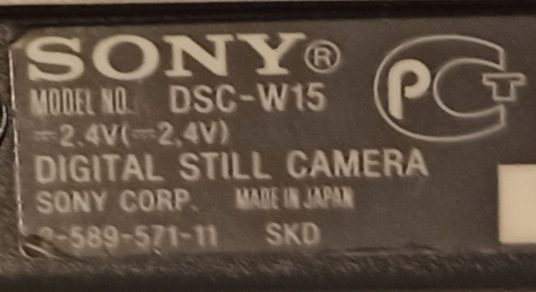 SONY®
MODEL NO. DSC-W15
⎓2.4V(⎓2.4V)
DIGITAL STILL CAMERA
SONY CORP. MADE IN JAPAN
-589-571-11 SKD
PCT